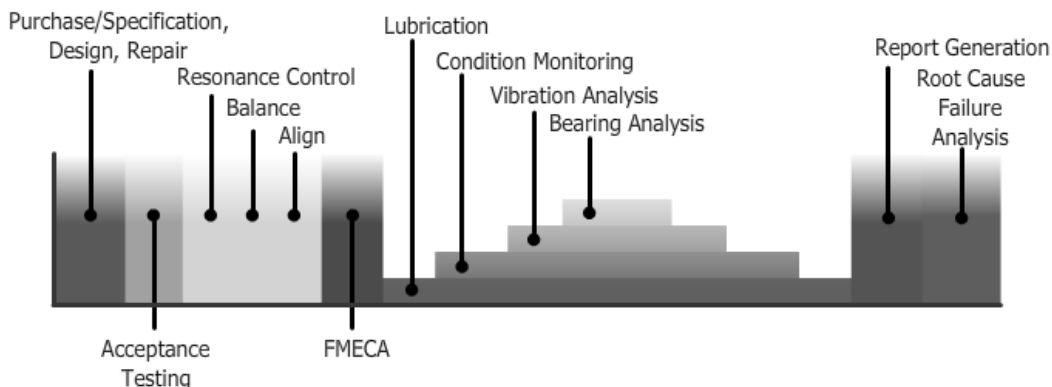 Purchase/Specification,
Design, Repair
Resonance Control
Balance
Align
Lubrication
Condition Monitoring
Vibration Analysis
Bearing Analysis
Report Generation
Root Cause
Failure
Analysis
Acceptance
Testing
FMECA